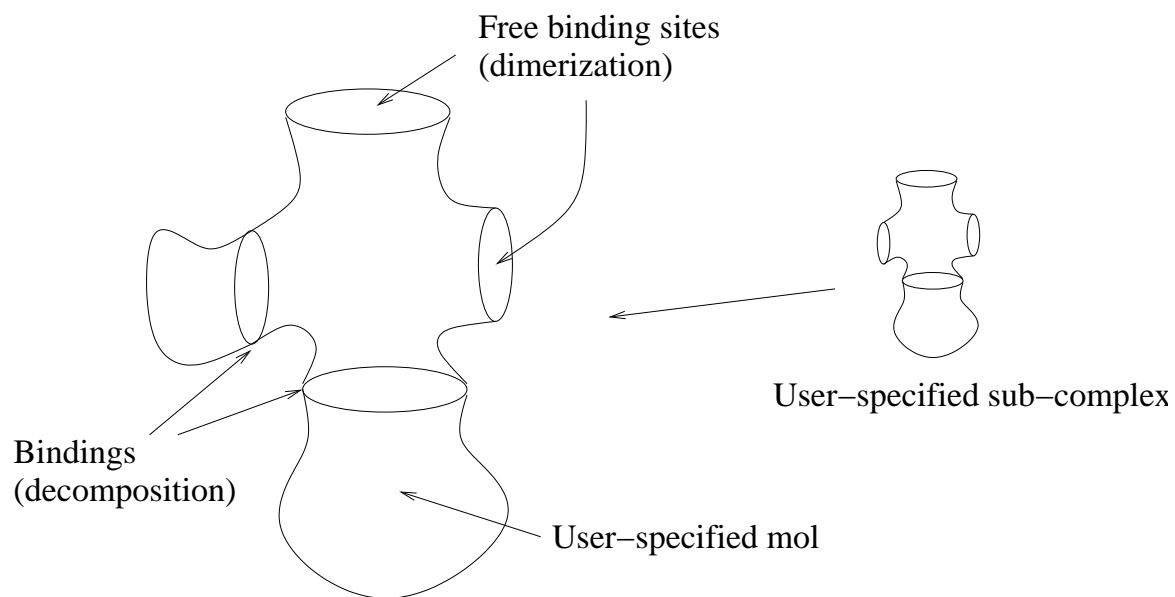 Free binding sites
(dimerization)
User−specified sub−complex
Bindings
(decomposition)
User−specified mol